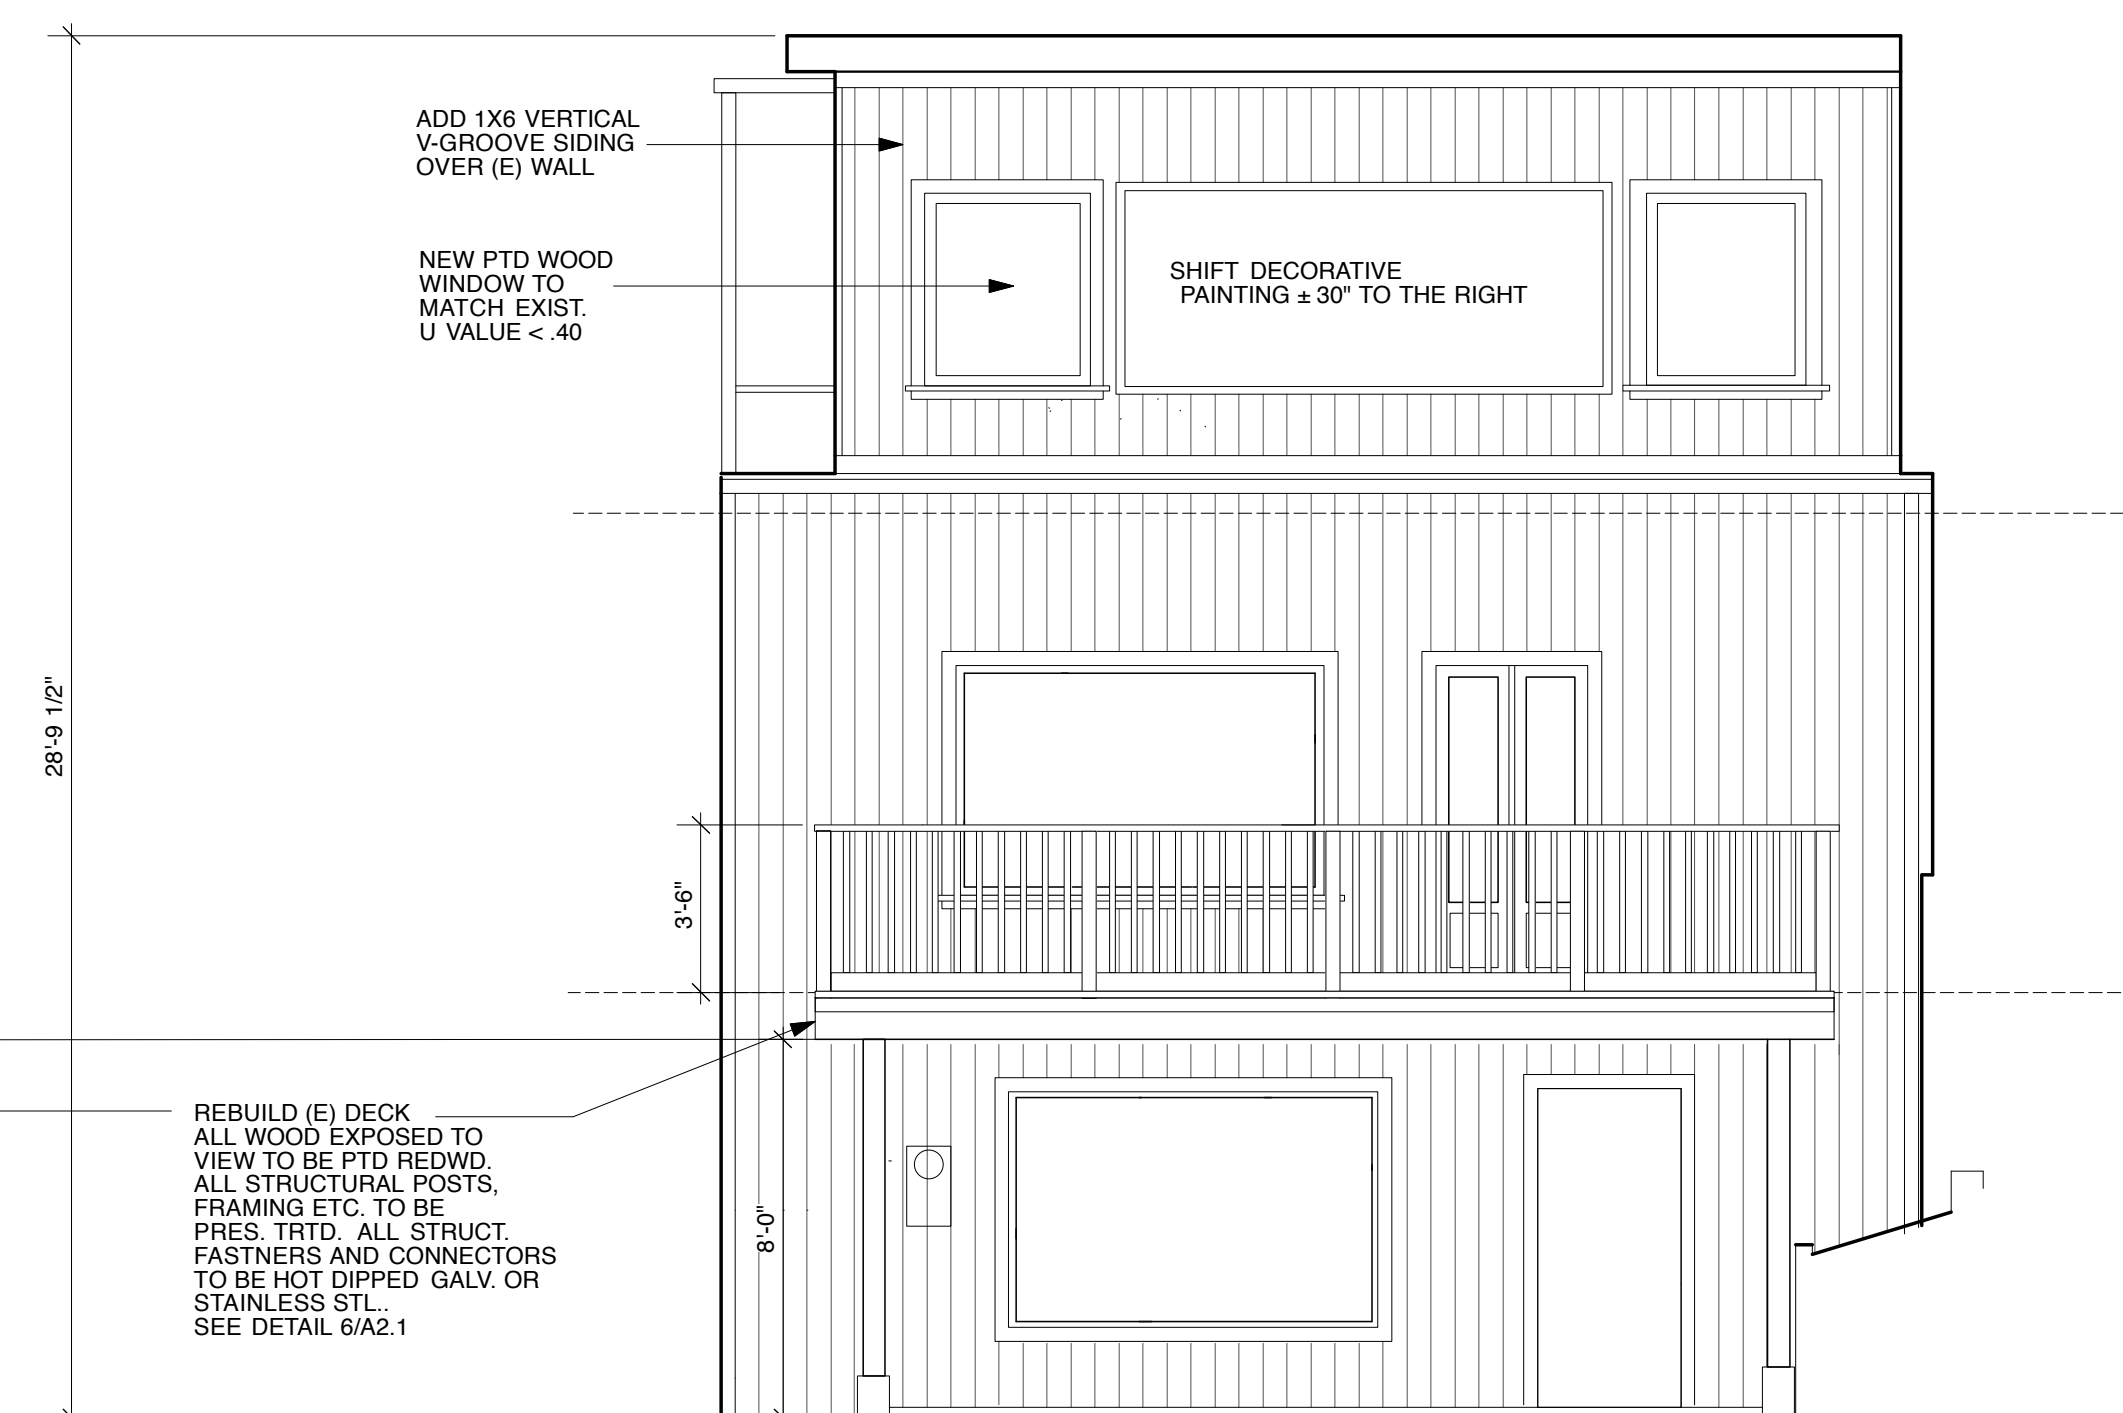 ADD 1X6 VERTICAL
V-GROOVE SIDING
OVER (E) WALL
NEW PTD WOOD
WINDOW TO
MATCH EXIST.
U VALUE < .40
SHIFT DECORATIVE
PAINTING ± 30" TO THE RIGHT
28'-9 1/2"
3'-6"
REBUILD (E) DECK
ALL WOOD EXPOSED TO
VIEW TO BE PTD REDWD.
ALL STRUCTURAL POSTS,
FRAMING ETC. TO BE
PRES. TRTD. ALL STRUCT.
FASTNERS AND CONNECTORS
TO BE HOT DIPPED GALV. OR
STAINLESS STL..
SEE DETAIL 6/A2.1
8'-0"